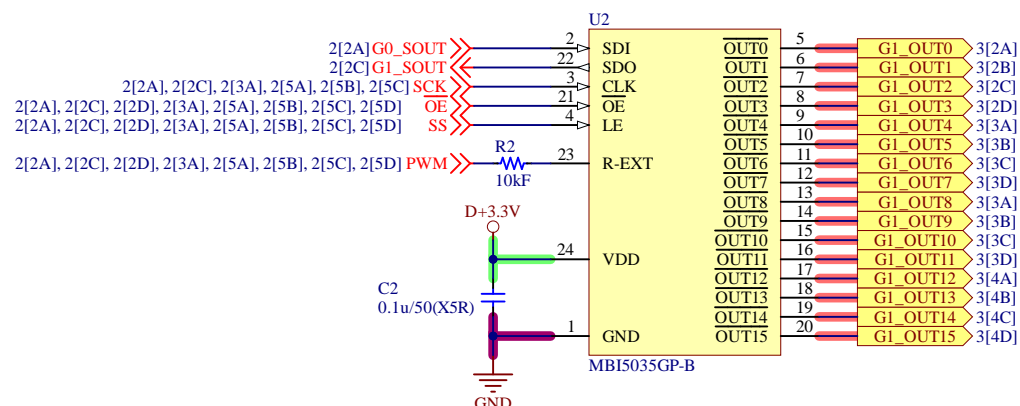 U2
2[2A] G0_SOUT 2 SDI OUT0 5 G1_OUT0 3[2A]
2[2C] G1_SOUT 22 SDO OUT1 6 G1_OUT1 3[2B]
2[2A], 2[2C], 2[3A], 2[5A], 2[5B], 2[5C] SCK 3 CLK OUT2 7 G1_OUT2 3[2C]
2[2A], 2[2C], 2[2D], 2[3A], 2[5A], 2[5B], 2[5C], 2[5D] OE 21 OE OUT3 8 G1_OUT3 3[2D]
2[2A], 2[2C], 2[2D], 2[3A], 2[5A], 2[5B], 2[5C], 2[5D] SS 4 LE OUT4 9 G1_OUT4 3[3A]
OUT5 10 G1_OUT5 3[3B]
R2
2[2A], 2[2C], 2[2D], 2[3A], 2[5A], 2[5B], 2[5C], 2[5D] PWM 23 R-EXT OUT6 11 G1_OUT6 3[3C]
10kF OUT7 12 G1_OUT7 3[3D]
OUT8 13 G1_OUT8 3[3A]
D+3.3V OUT9 14 G1_OUT9 3[3B]
OUT10 15 G1_OUT10 3[3C]
24 VDD OUT11 16 G1_OUT11 3[3D]
C2 OUT12 17 G1_OUT12 3[4A]
0.1u/50(X5R) OUT13 18 G1_OUT13 3[4B]
OUT14 19 G1_OUT14 3[4C]
1 GND OUT15 20 G1_OUT15 3[4D]
MBI5035GP-B
GND